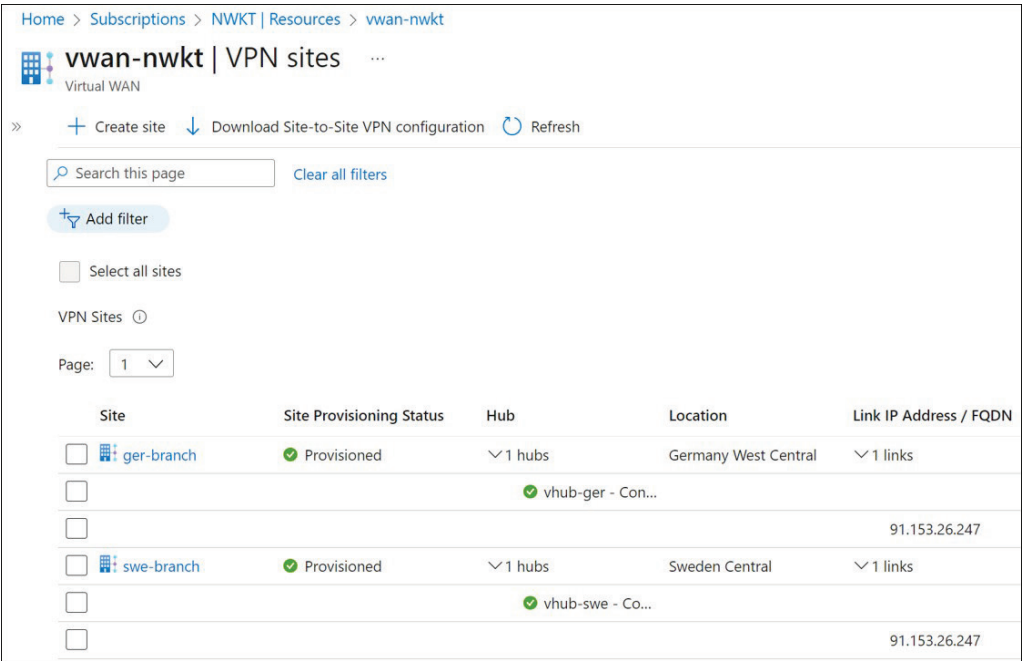 Home > Subscriptions > NWKT | Resources > vwan-nwkt
vwan-nwkt | VPN sites ...
Virtual WAN
» + Create site Download Site-to-Site VPN configuration Refresh
Search this page Clear all filters
Add filter
Select all sites
VPN Sites
Page: 1
Site Site Provisioning Status Hub Location Link IP Address / FQDN
ger-branch Provisioned 1 hubs Germany West Central 1 links
vhub-ger - Con...
91.153.26.247
swe-branch Provisioned 1 hubs Sweden Central 1 links
vhub-swe - Co...
91.153.26.247